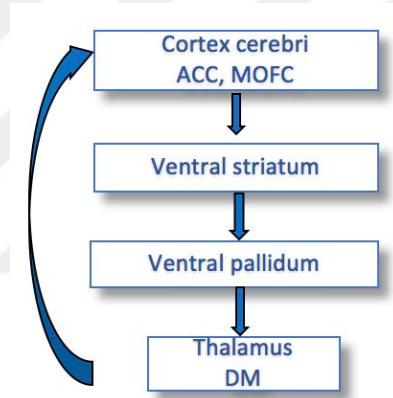 Cortex cerebri
ACC, MOFC
Ventral striatum
Ventral pallidum
Thalamus
DM